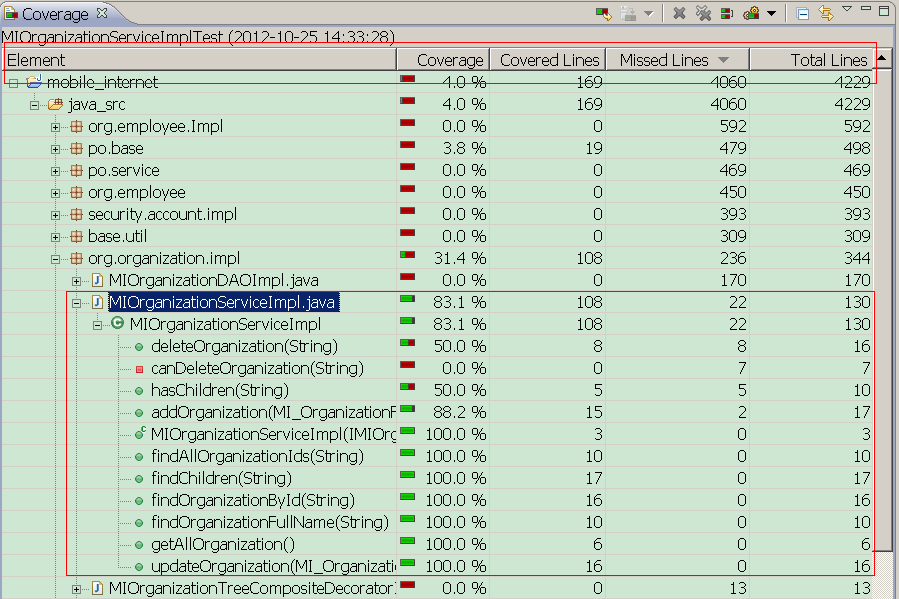 Coverage
MIOrganizationServiceImplTest (2012-10-25 14:33:28)
Element Coverage Covered Lines Missed Lines Total Lines
mobile_internet 4.0 % 169 4060 4229
java_src 4.0 % 169 4060 4229
org.employee.Impl 0.0 % 0 592 592
po.base 3.8 % 19 479 498
po.service 0.0 % 0 469 469
org.employee 0.0 % 0 450 450
security.account.impl 0.0 % 0 393 393
base.util 0.0 % 0 309 309
org.organization.impl 31.4 % 108 236 344
MIOrganizationDAOImpl.java 0.0 % 0 170 170
MIOrganizationServiceImpl.java 83.1 % 108 22 130
MIOrganizationServiceImpl 83.1 % 108 22 130
deleteOrganization(String) 50.0 % 8 8 16
canDeleteOrganization(String) 0.0 % 0 7 7
hasChildren(String) 50.0 % 5 5 10
addOrganization(MI_Organization 88.2 % 15 2 17
MIOrganizationServiceImpl(IMIOrg 100.0 % 3 0 3
findAllOrganizationIds(String) 100.0 % 10 0 10
findChildren(String) 100.0 % 17 0 17
findOrganizationById(String) 100.0 % 16 0 16
findOrganizationFullName(String) 100.0 % 10 0 10
getAllOrganization() 100.0 % 6 0 6
updateOrganization(MI_Organizati 100.0 % 16 0 16
MIOrganizationTreeCompositeDecorator 0.0 % 0 13 13